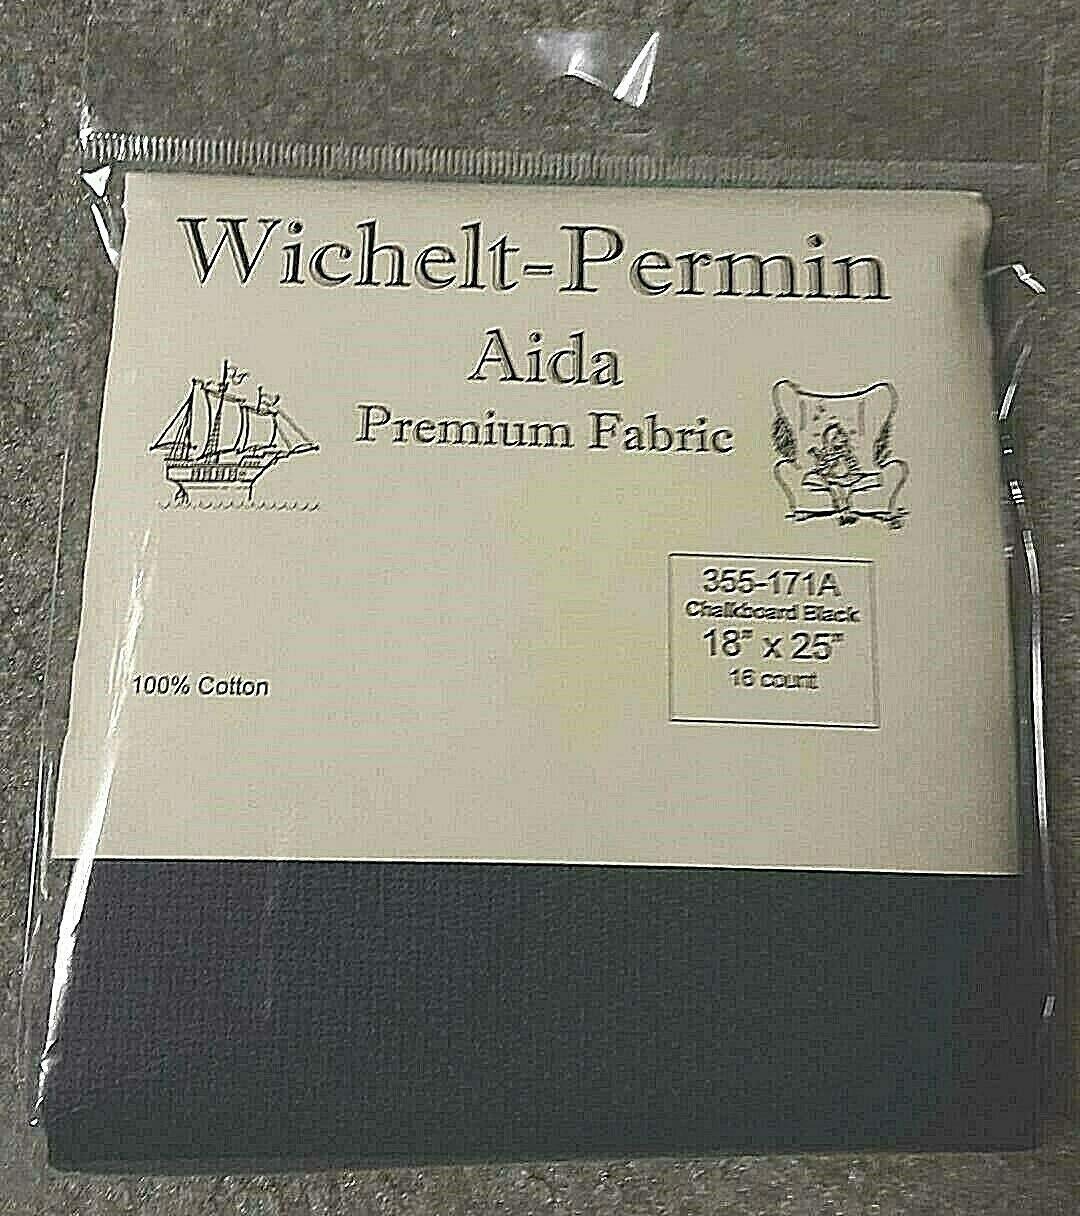 Wichelt-Permin
Aida
Premium Fabric
355-171A
Chalkboard Black
18" x 25"
16 count
100% Cotton